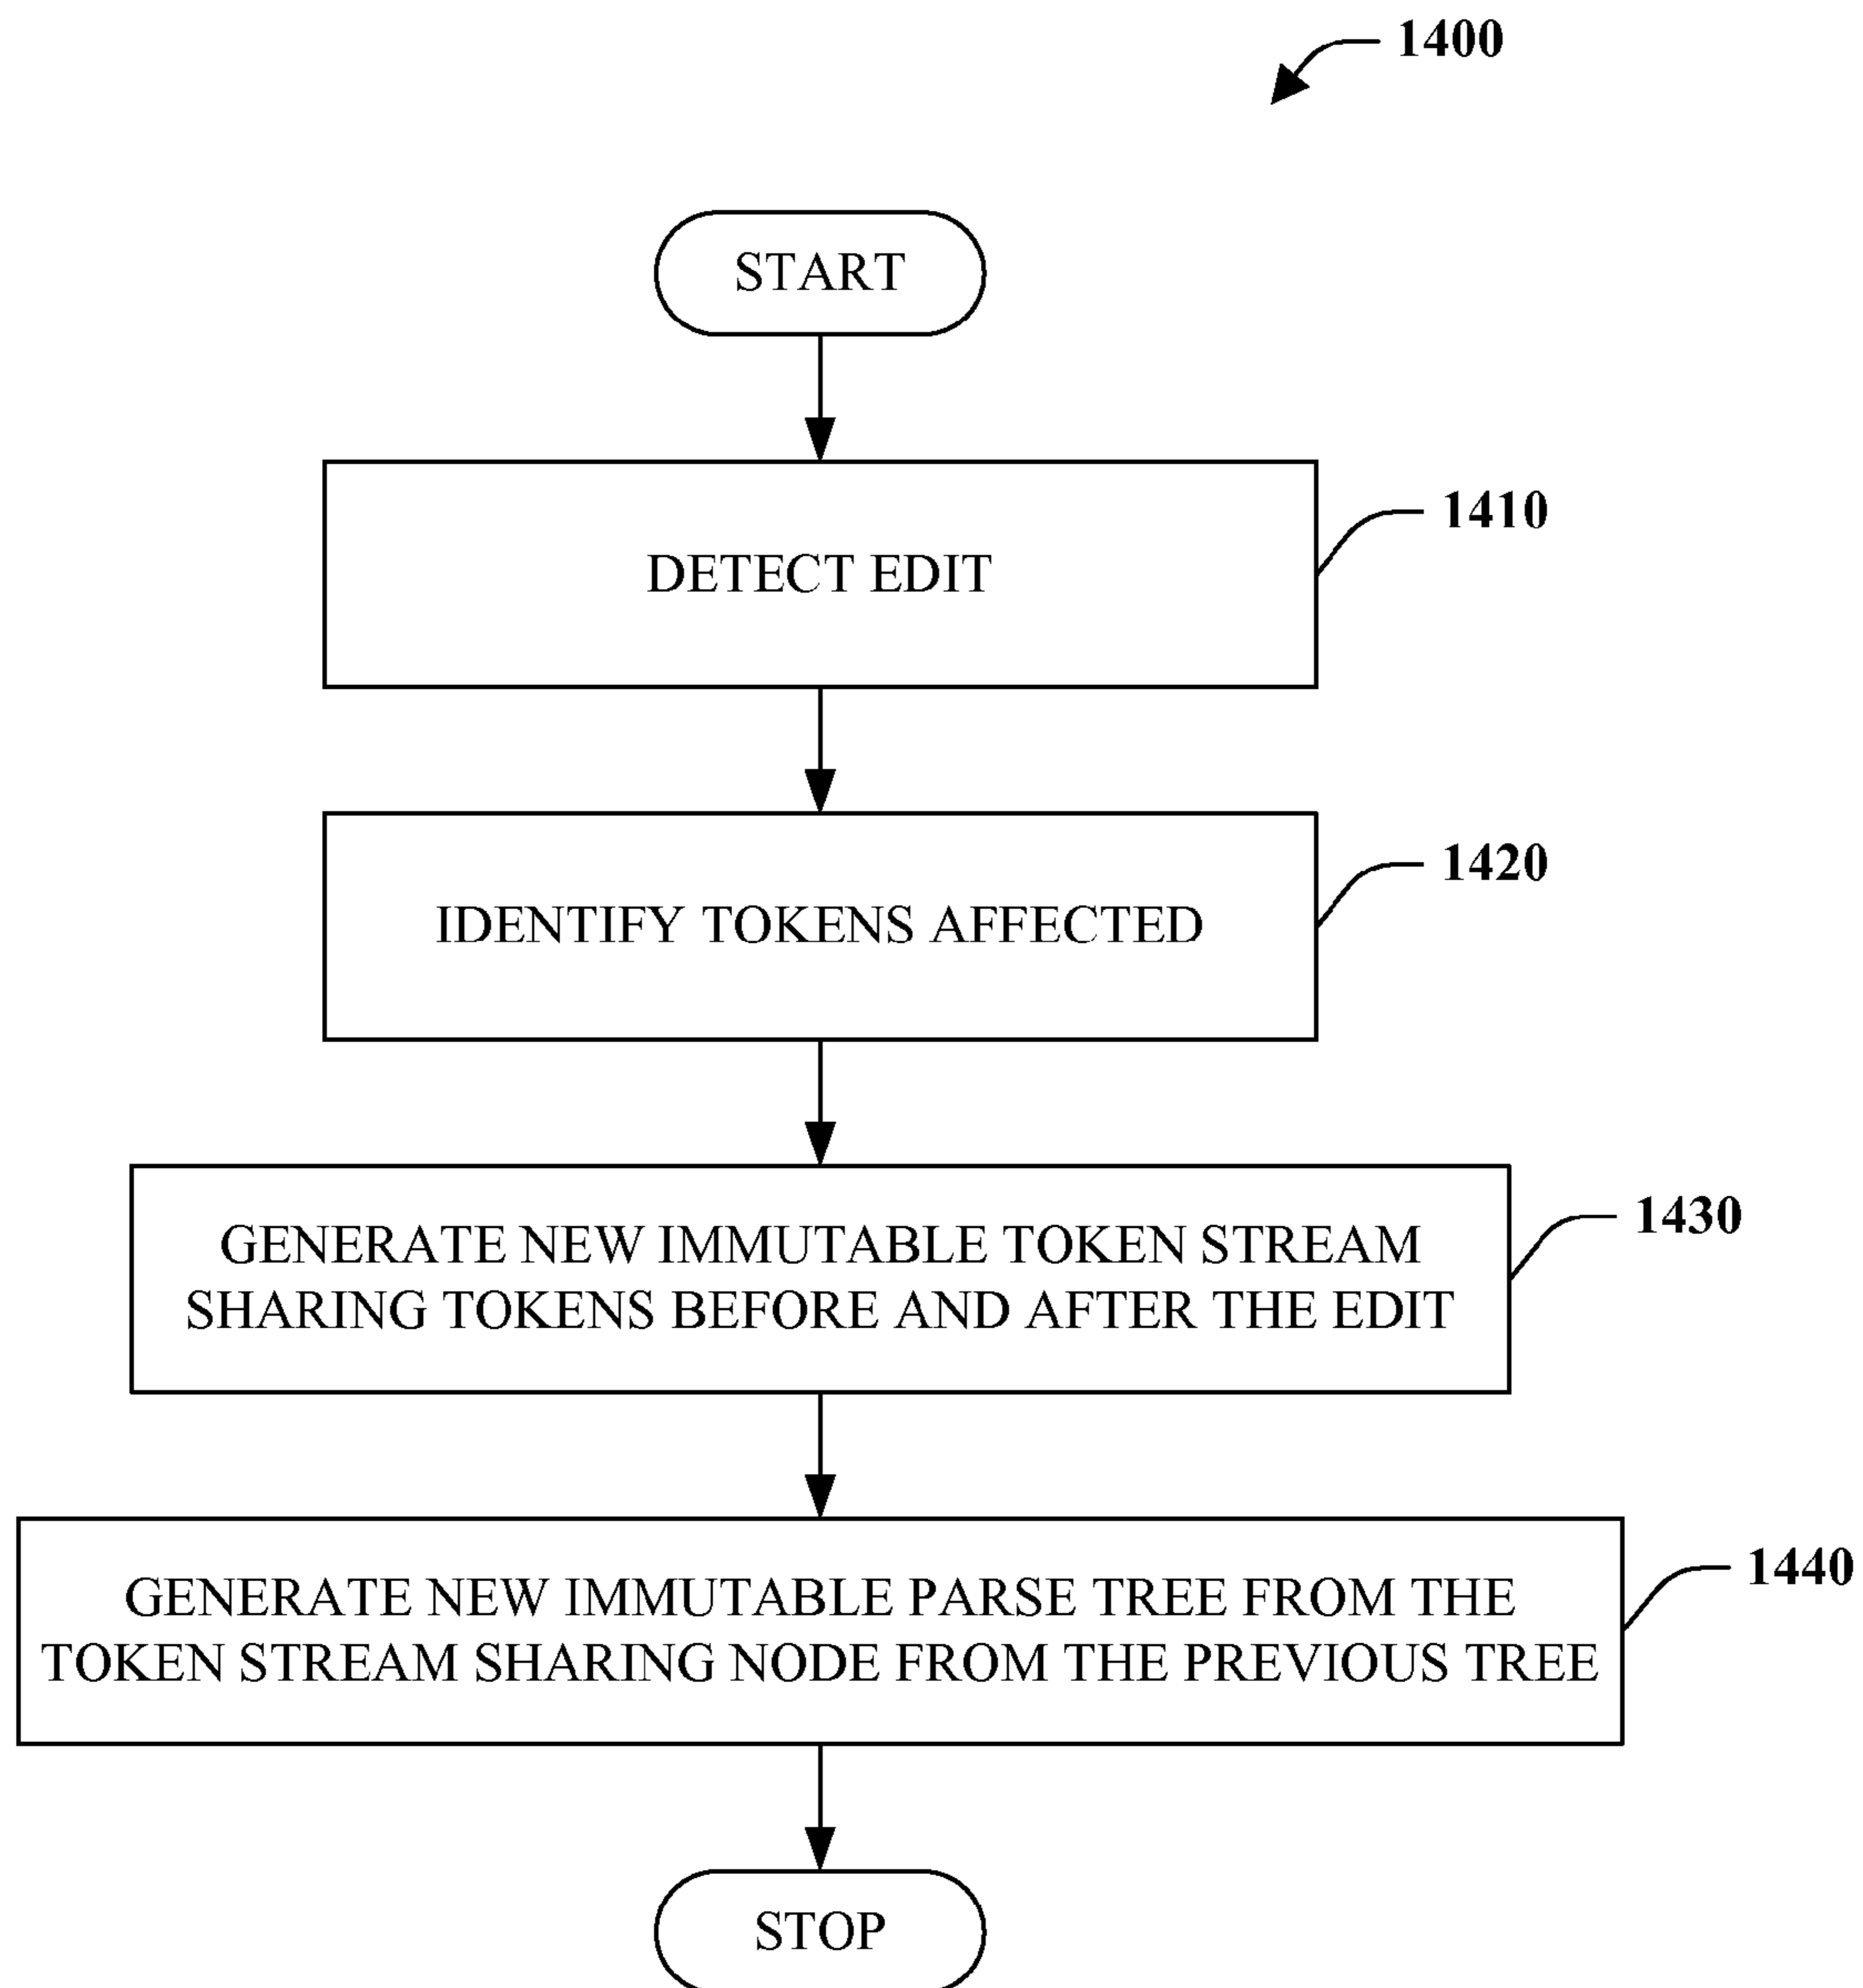 1400
START
DETECT EDIT
1410
IDENTIFY TOKENS AFFECTED
1420
GENERATE NEW IMMUTABLE TOKEN STREAM
SHARING TOKENS BEFORE AND AFTER THE EDIT
1430
GENERATE NEW IMMUTABLE PARSE TREE FROM THE
TOKEN STREAM SHARING NODE FROM THE PREVIOUS TREE
1440
STOP